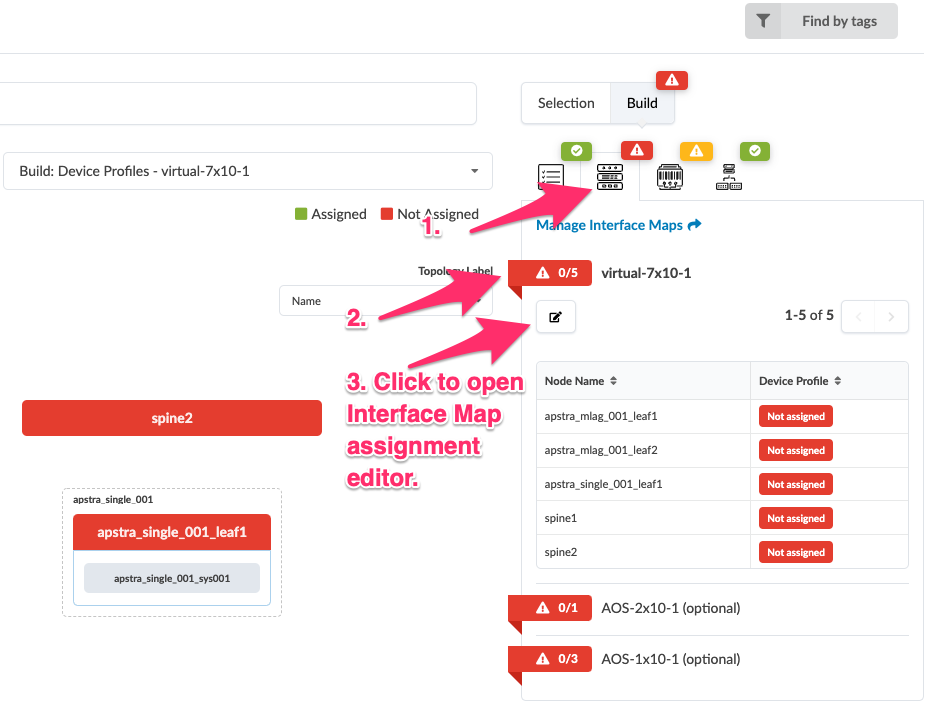 Find by tags
Selection
Build
Build: Device Profiles - virtual-7x10-1
Assigned
Not Assigned
1.
Manage Interface Maps
Topology Label
0/5
virtual-7x10-1
Name
2.
1-5 of 5
3. Click to open
Interface Map
assignment
editor.
Node Name
Device Profile
apstra_mlag_001_leaf1
Not assigned
apstra_mlag_001_leaf2
Not assigned
apstra_single_001_leaf1
Not assigned
spine1
Not assigned
spine2
Not assigned
spine2
apstra_single_001
apstra_single_001_leaf1
apstra_single_001_sys001
0/1
AOS-2x10-1 (optional)
0/3
AOS-1x10-1 (optional)